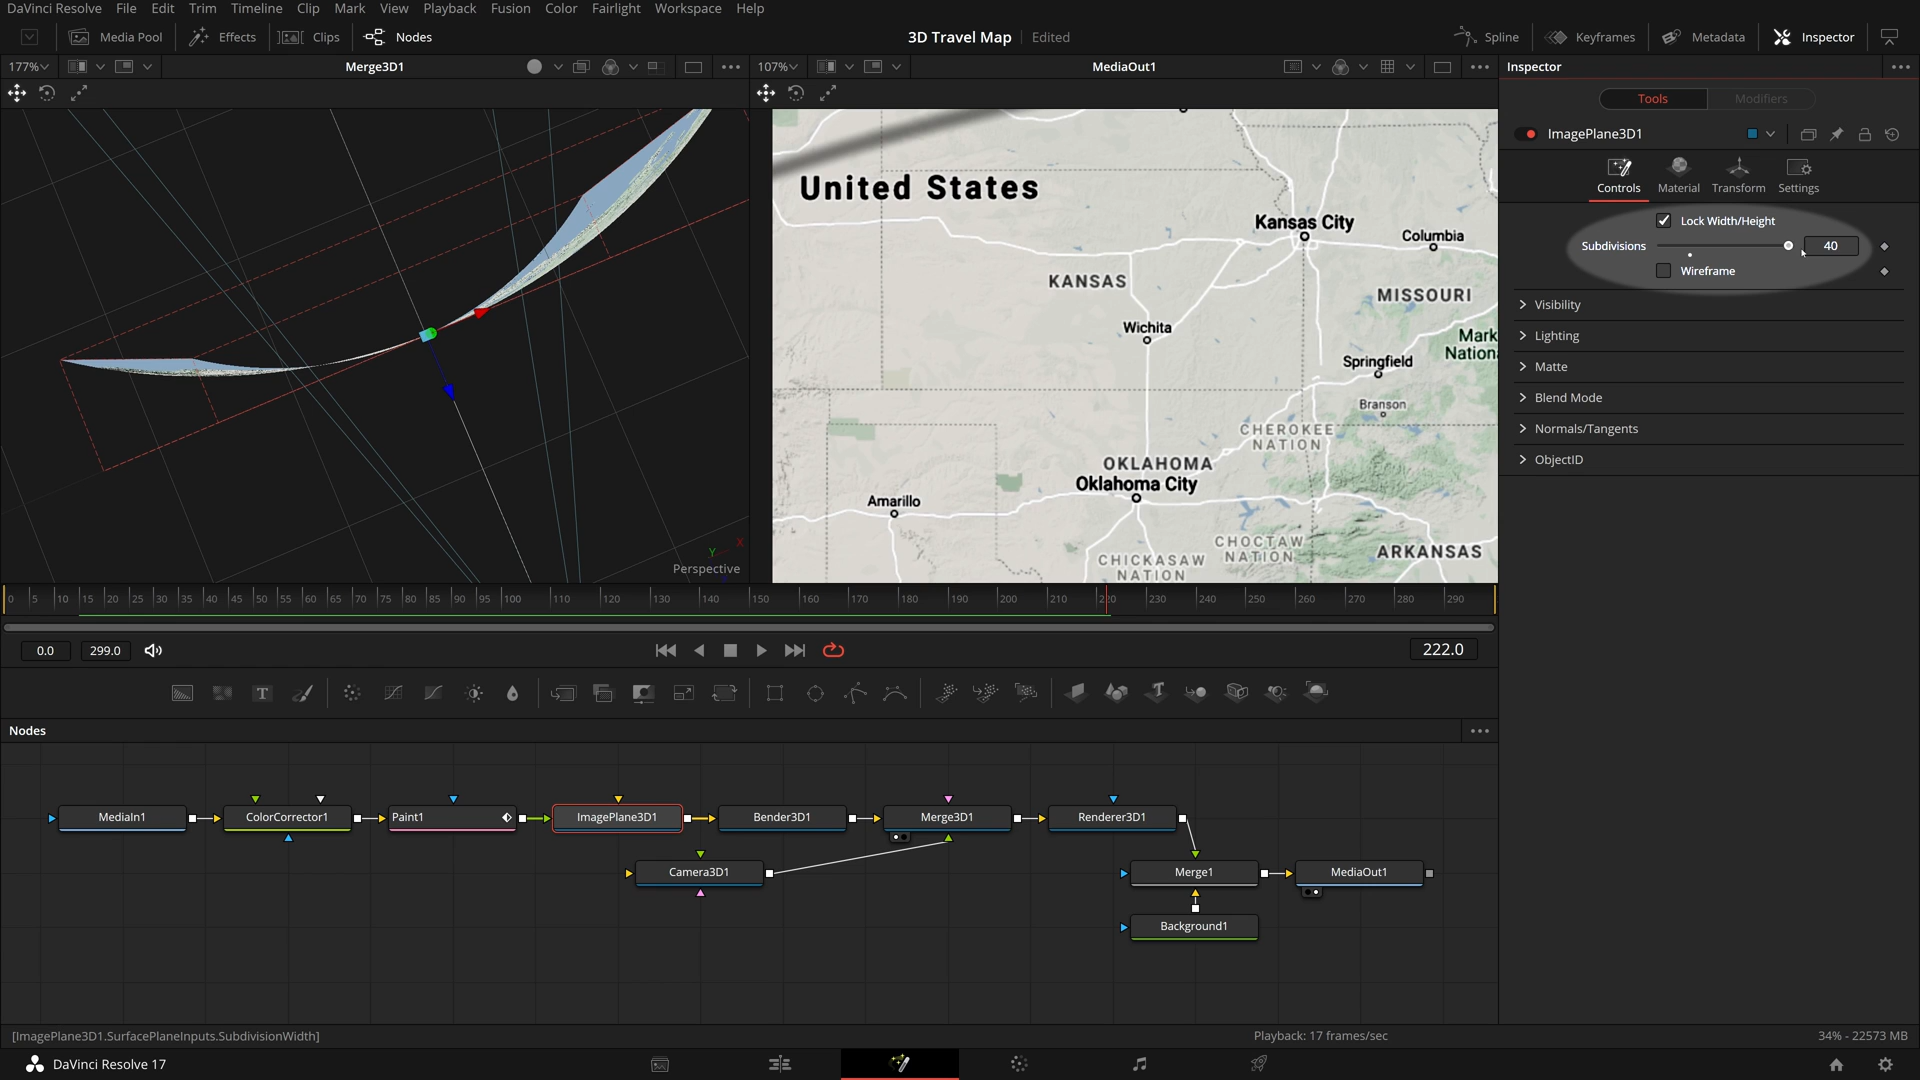 DaVinci Resolve File Edit Trim Timeline Clip Mark View Playback Fusion Color Fairlight Workspace Help
Media Pool Effects Clips Nodes 3D Travel Map Edited Spline Keyframes Metadata Inspector
177% Merge3D1 107% MediaOut1 Inspector
Tools Modifiers
ImagePlane3D1
Controls Material Transform Settings
Lock Width/Height
Subdivisions 40
Wireframe
Visibility
Lighting
Matte
Blend Mode
Normals/Tangents
ObjectID
United States
Kansas City
Columbia
KANSAS
MISSOURI
Wichita
Mark
Nationa
Springfield
Branson
CHEROKEE
NATION
OKLAHOMA
Oklahoma City
Amarillo
CHOCTAW
NATION
ARKANSAS
CHICKASAW
NATION
Y X
Perspective
0 5 10 15 20 25 30 35 40 45 50 55 60 65 70 75 80 85 90 95 100 110 120 130 140 150 160 170 180 190 200 210 220 230 240 250 260 270 280 290
0.0 299.0 222.0
Nodes
MediaIn1 ColorCorrector1 Paint1 ImagePlane3D1 Bender3D1 Merge3D1 Renderer3D1
Camera3D1 Merge1 MediaOut1
Background1
[ImagePlane3D1.SurfacePlaneInputs.SubdivisionWidth] Playback: 17 frames/sec 34% - 22573 MB
DaVinci Resolve 17